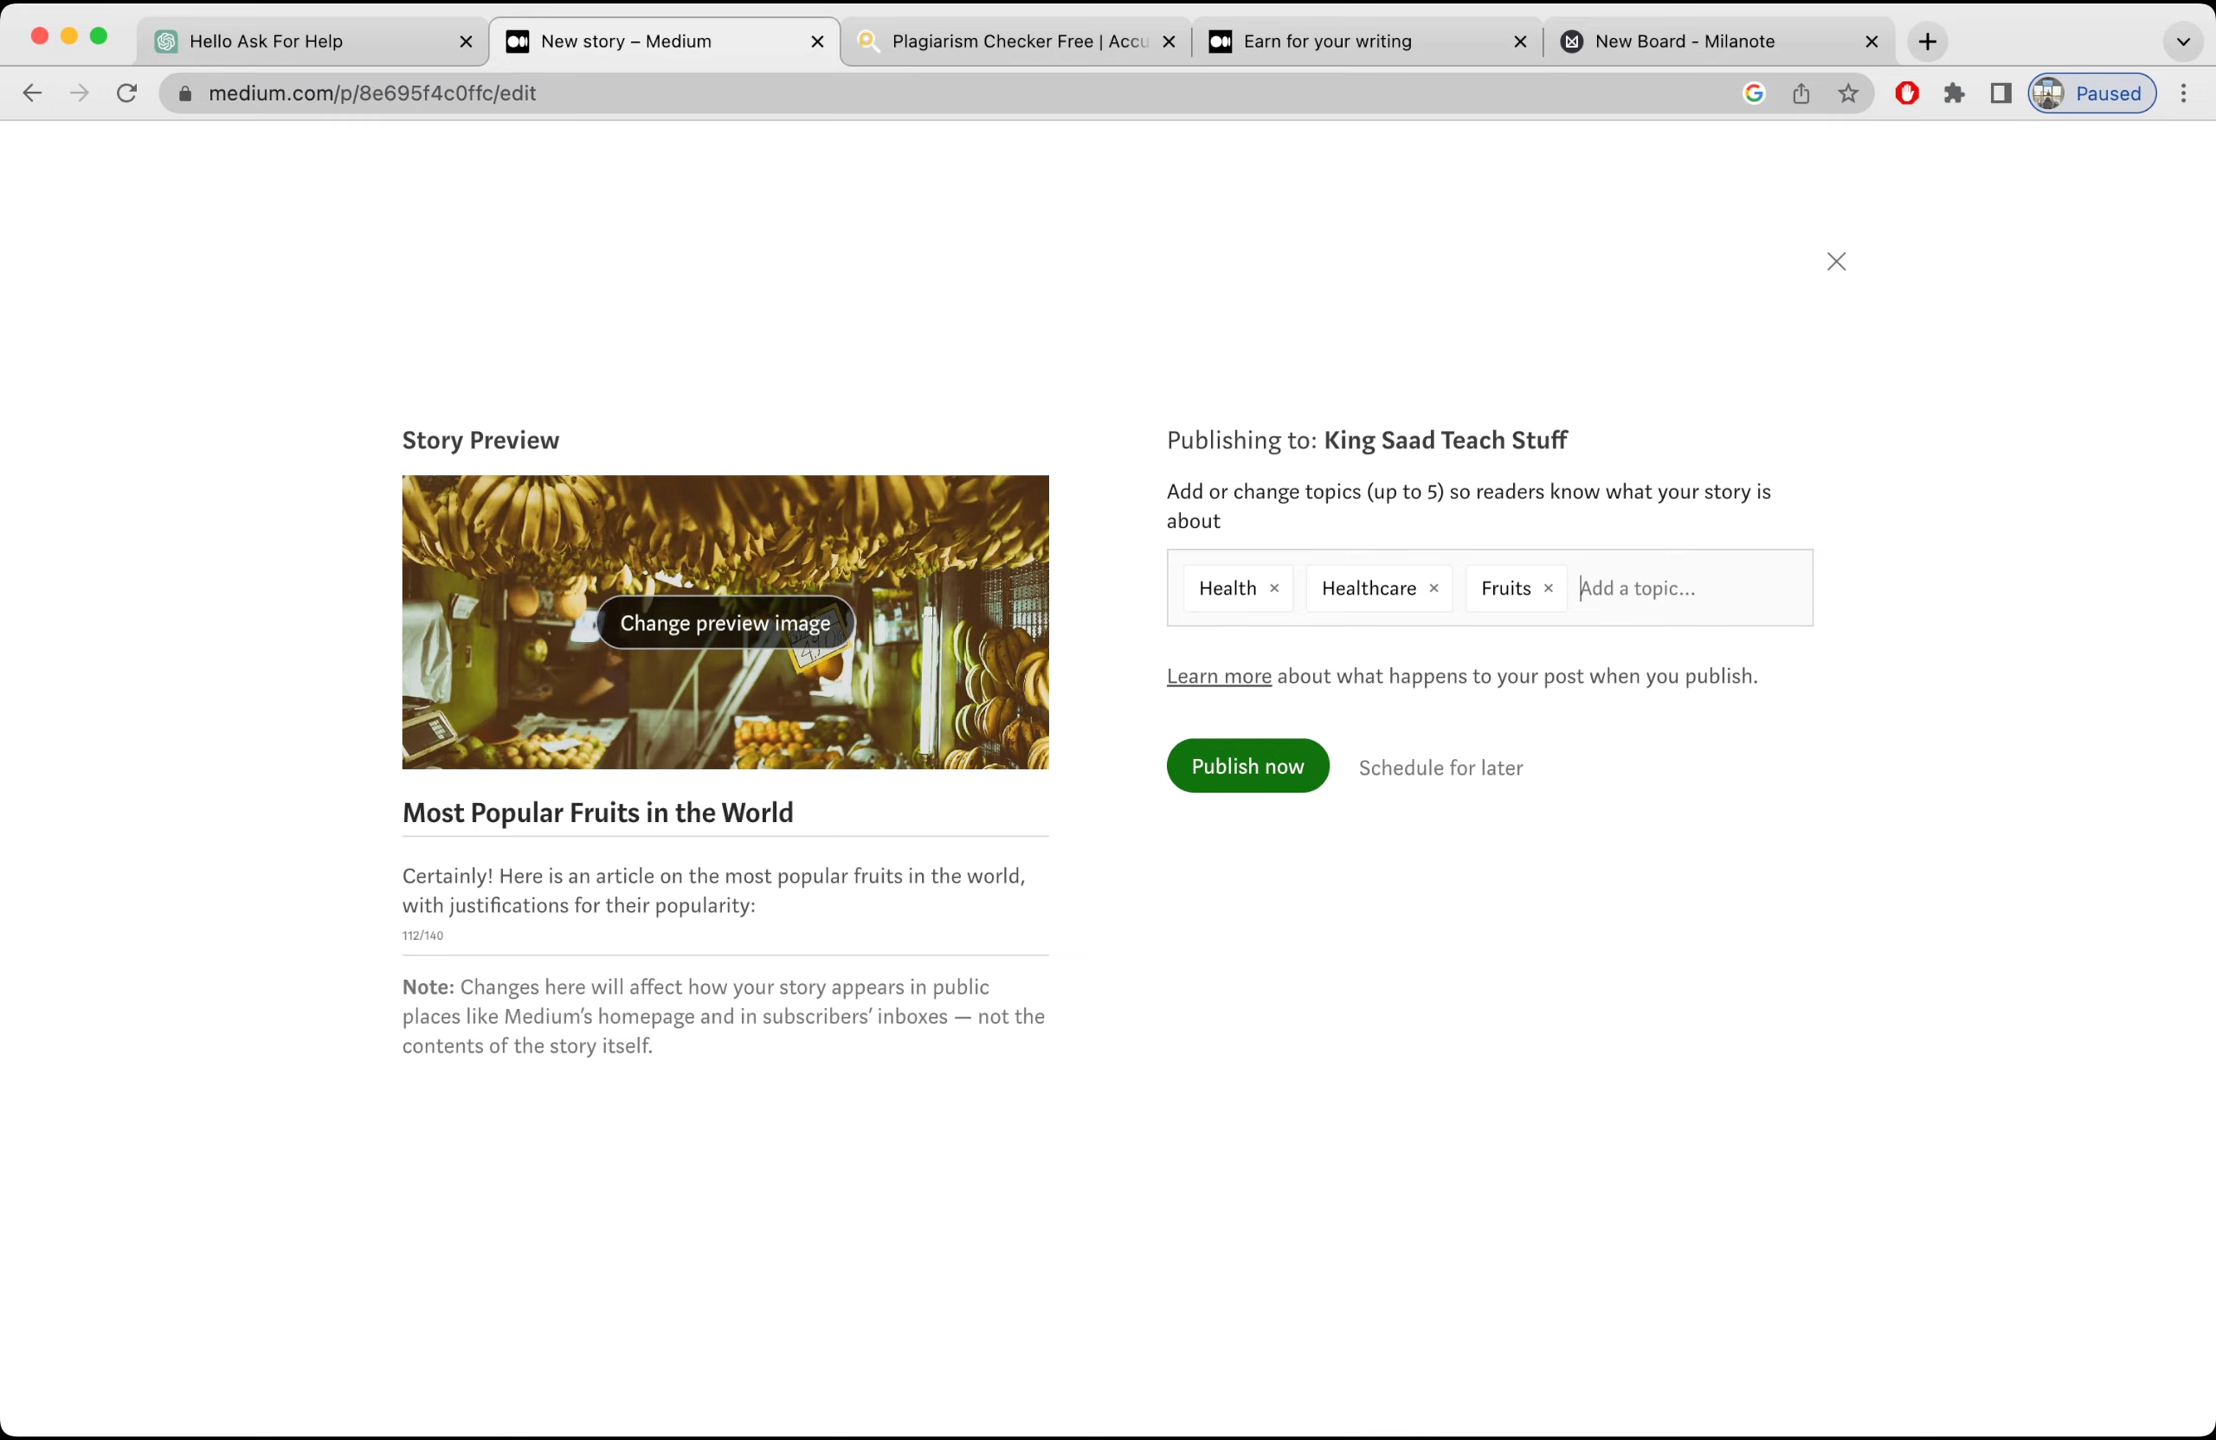 Hello Ask For Help
New story – Medium
Plagiarism Checker Free | Accu
Earn for your writing
New Board - Milanote
medium.com/p/8e695f4c0ffc/edit
Paused
Story Preview
Change preview image
Most Popular Fruits in the World
Certainly! Here is an article on the most popular fruits in the world,
with justifications for their popularity:
112/140
Note: Changes here will affect how your story appears in public
places like Medium’s homepage and in subscribers’ inboxes — not the
contents of the story itself.
Publishing to: King Saad Teach Stuff
Add or change topics (up to 5) so readers know what your story is
about
Health × Healthcare × Fruits × Add a topic...
Learn more about what happens to your post when you publish.
Publish now Schedule for later